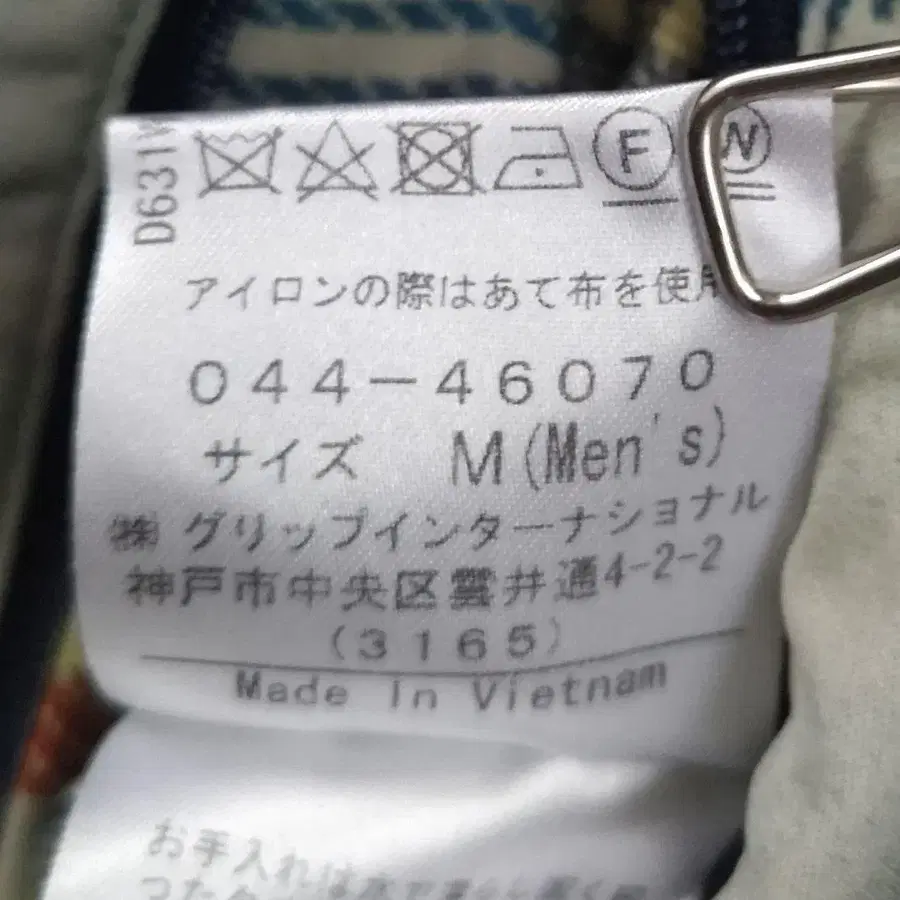 D631
F W
アイロンの際はあて布を使用
044-46070
サイズ M(Men's)
㈱グリップインターナショナル
神戸市中央区雲井通4-2-2
(3165)
Made in Vietnam
お手入れは